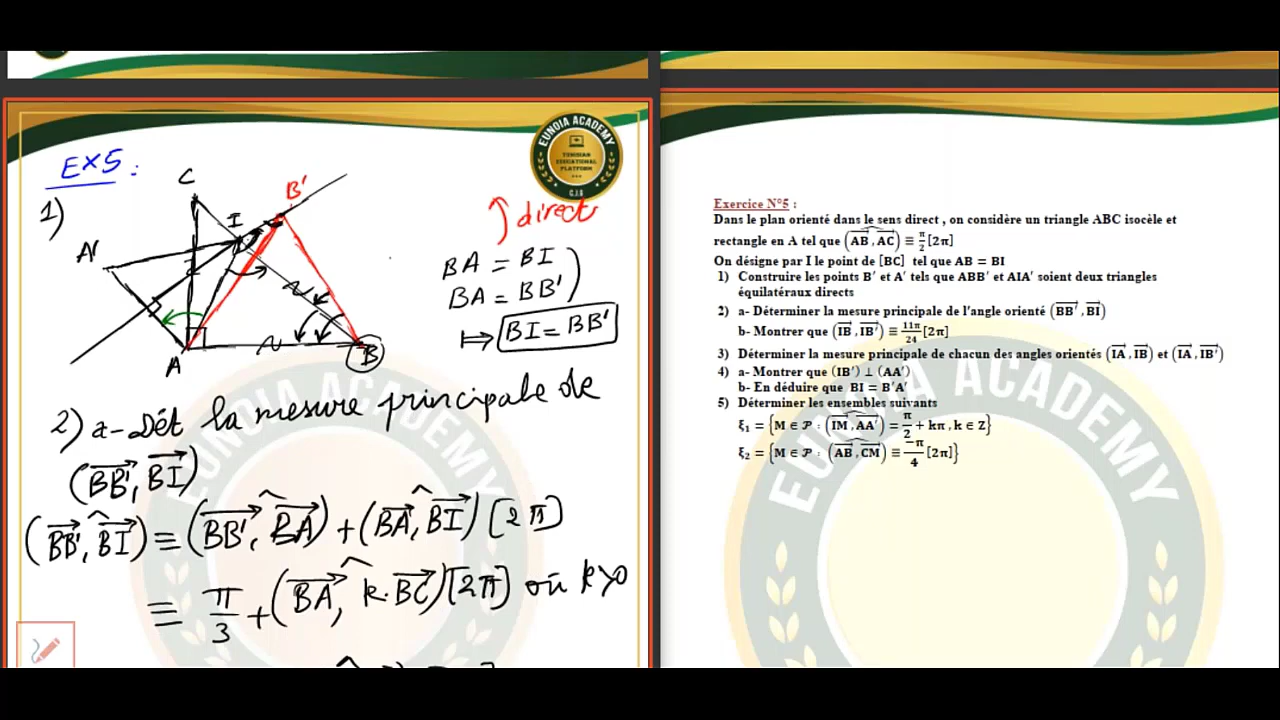 EX5 :
1)
C
B'
I
A'
A
B
direct
BA = BI
BA = BB'
⟹ BI = BB'
2) a- Dét la mesure principale de
(BB', BI)
(BB', BI) ≡ (BB', BA) + (BA, BI) [2π]
≡ π/3 + (BA, k.BC) [2π] où k>0
EUNOIA ACADEMY
TUNISIAN
EDUCATIONAL
PLATFORM
C.I.S
Exercice N°5 :
Dans le plan orienté dans le sens direct , on considère un triangle ABC isocèle et
rectangle en A tel que (AB , AC) ≡ π/2 [2π]
On désigne par I le point de [BC] tel que AB = BI
1) Construire les points B′ et A′ tels que ABB′ et AIA′ soient deux triangles
équilatéraux directs
2) a- Déterminer la mesure principale de l'angle orienté (BB′ , BI)
b- Montrer que (IB , IB′) ≡ 11π/24 [2π]
3) Déterminer la mesure principale de chacun des angles orientés (IA , IB) et (IA , IB′)
4) a- Montrer que (IB′) ⊥ (AA′)
b- En déduire que BI = B′A′
5) Déterminer les ensembles suivants
ξ₁ = {M ∈ 𝒫 : (IM , AA′) = π/2 + kπ , k ∈ Z}
ξ₂ = {M ∈ 𝒫 : (AB , CM) ≡ −π/4 [2π]}
EUNOIA ACADEMY